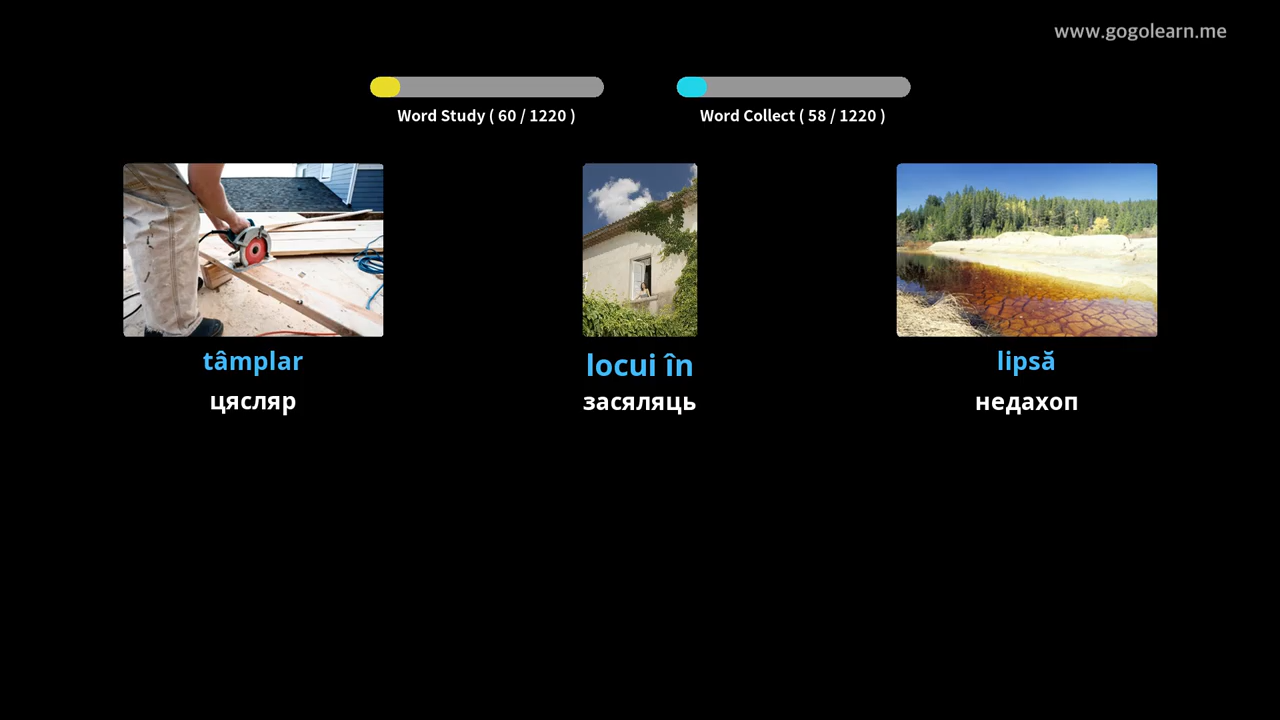 www.gogolearn.me
Word Study ( 60 / 1220 )
Word Collect ( 58 / 1220 )
tâmplar
цясляр
locui în
засяляць
lipsă
недахоп